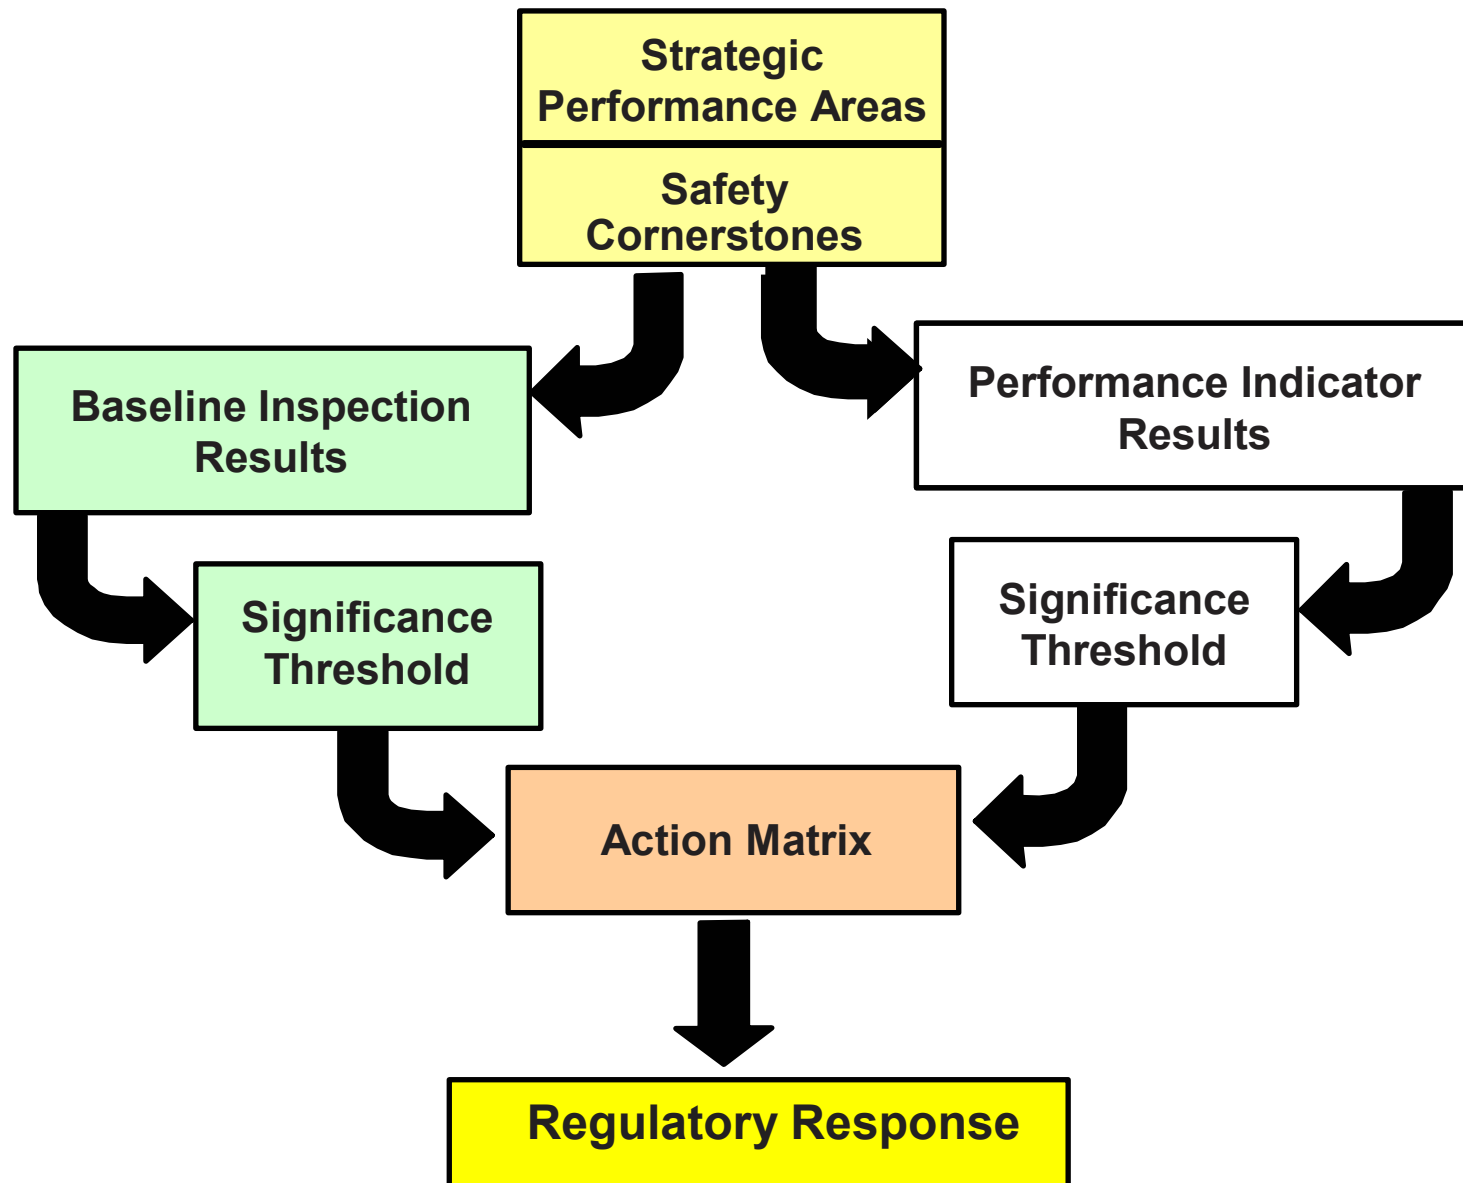 Strategic
Performance Areas
Safety
Cornerstones
Baseline Inspection
Results
Performance Indicator
Results
Significance
Threshold
Significance
Threshold
Action Matrix
Regulatory Response